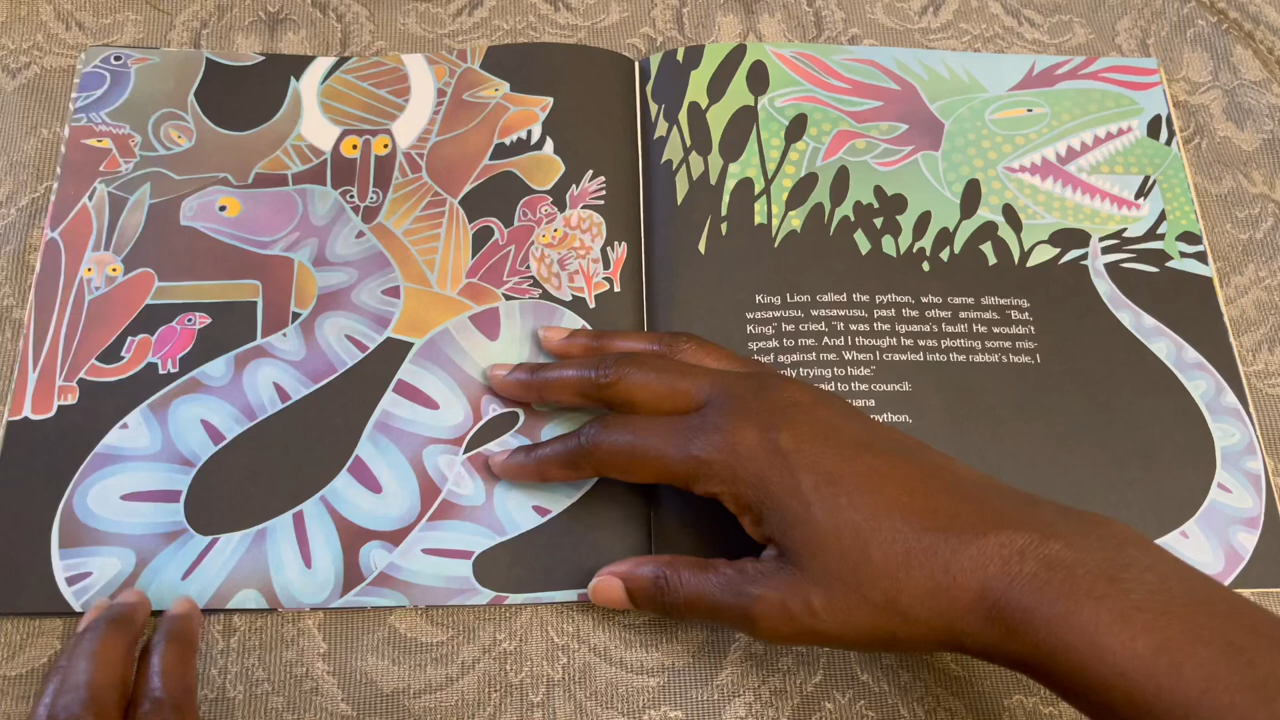 King Lion called the python, who came slithering,
wasawusu, wasawusu, past the other animals. “But,
King,” he cried, “it was the iguana’s fault! He wouldn’t
speak to me. And I thought he was plotting some mis-
chief against me. When I crawled into the rabbit’s hole, I
only trying to hide.”
said to the council:
python,